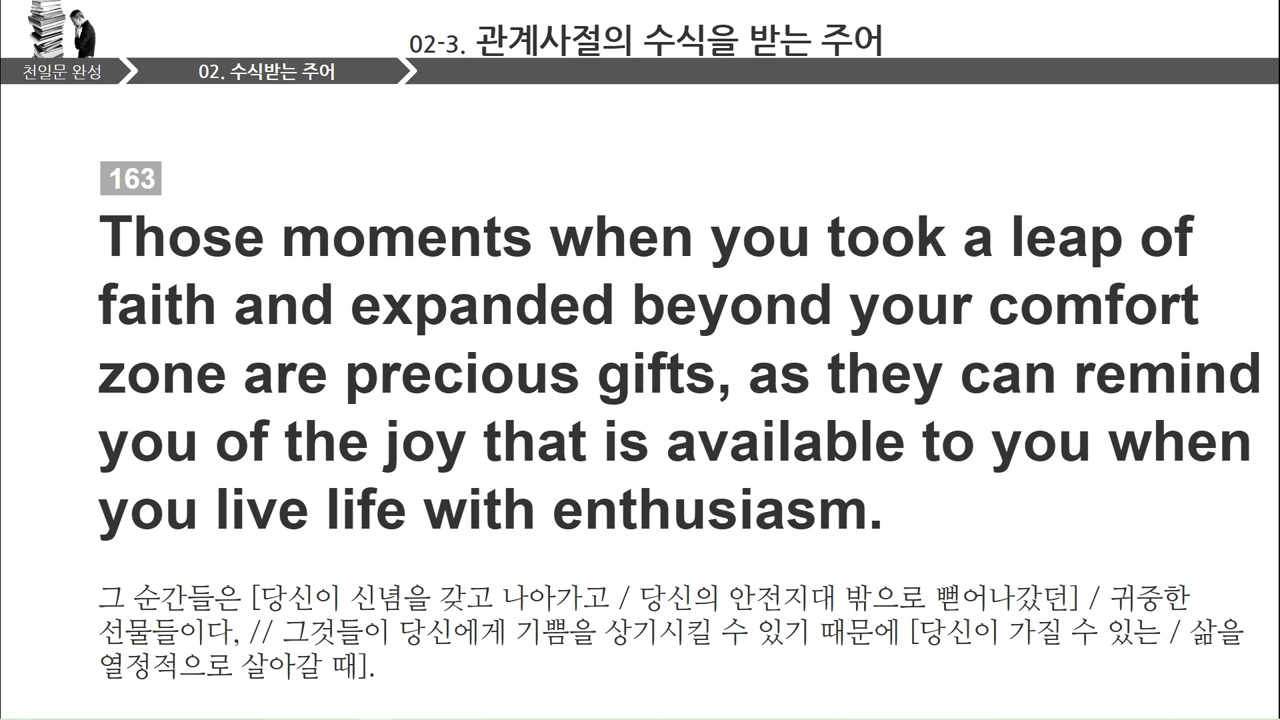 02-3. 관계사절의 수식을 받는 주어
천일문 완성
02. 수식받는 주어
163
Those moments when you took a leap of
faith and expanded beyond your comfort
zone are precious gifts, as they can remind
you of the joy that is available to you when
you live life with enthusiasm.
그 순간들은 [당신이 신념을 갖고 나아가고 / 당신의 안전지대 밖으로 뻗어나갔던] / 귀중한
선물들이다, // 그것들이 당신에게 기쁨을 상기시킬 수 있기 때문에 [당신이 가질 수 있는 / 삶을
열정적으로 살아갈 때].